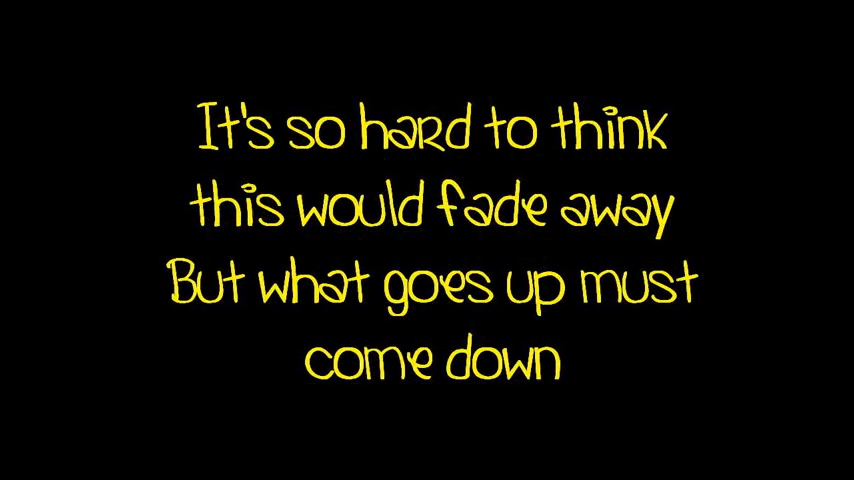 It's so hard to think
this would fade away
But what goes up must
come down